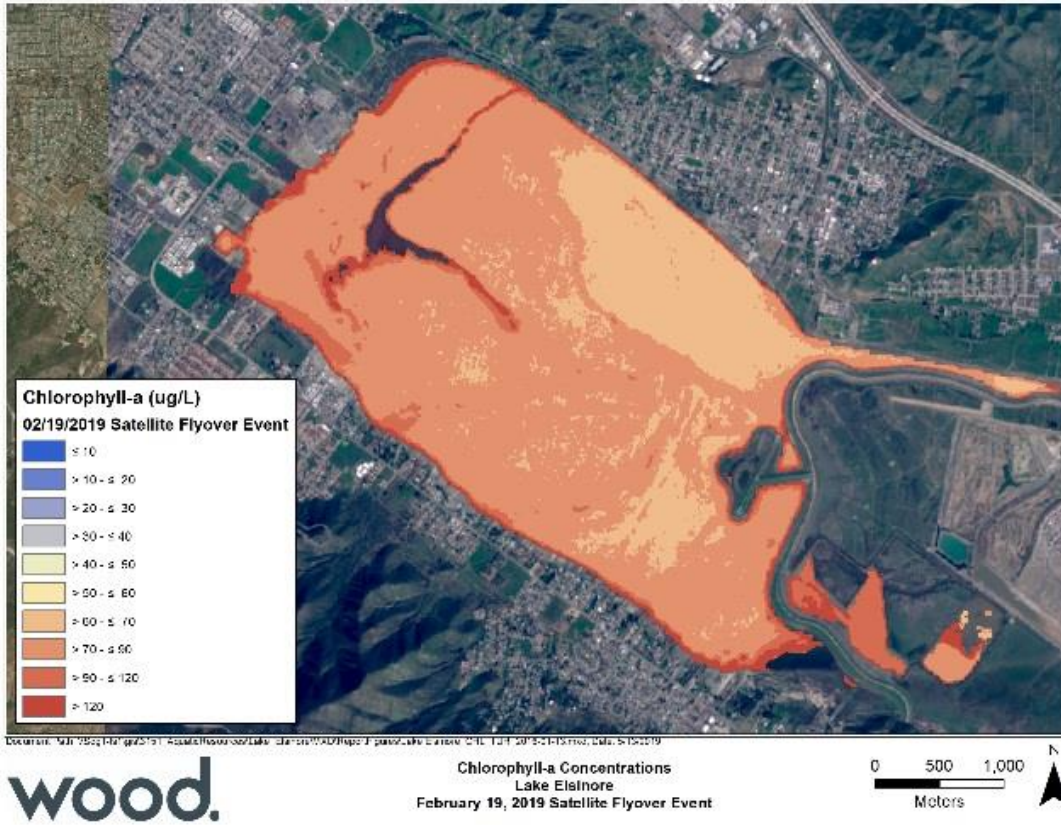 Chlorophyll-a (ug/L)
02/19/2019 Satellite Flyover Event
≤ 10
> 10 - ≤ 20
> 20 - ≤ 30
> 30 - ≤ 40
> 40 - ≤ 50
> 50 - ≤ 60
> 60 - ≤ 70
> 70 - ≤ 90
> 90 - ≤ 120
> 120
Document Path
wood.
Chlorophyll-a Concentrations
Lake Elsinore
February 19, 2019 Satellite Flyover Event
0 500 1,000
Meters
N